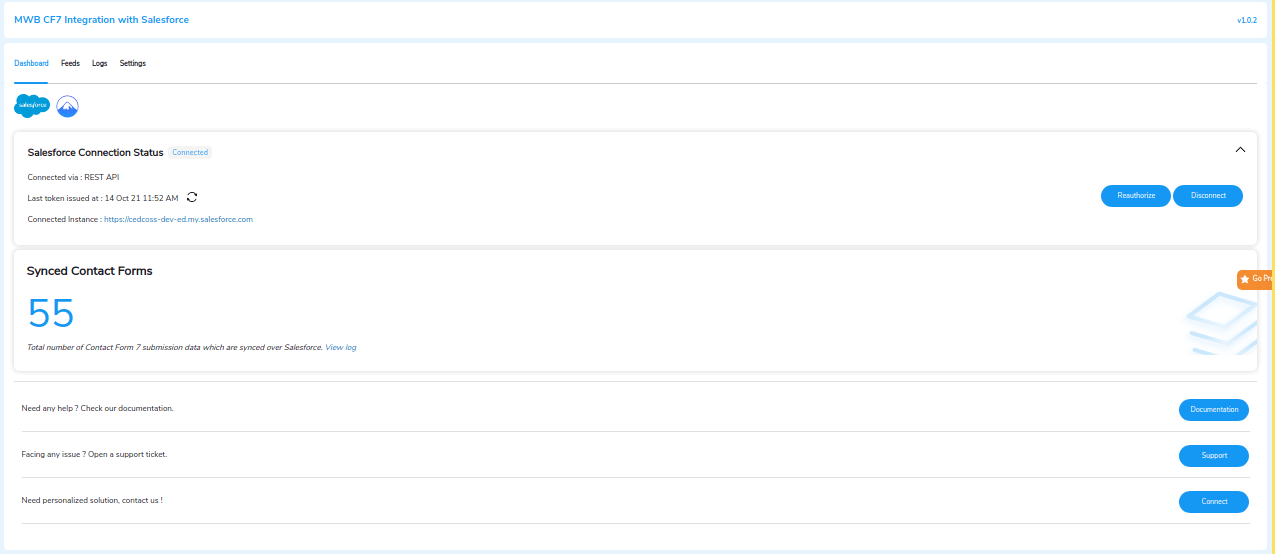 MWB CF7 Integration with Salesforce
v1.0.2
Dashboard Feeds Logs Settings
salesforce
Salesforce Connection Status Connected
Connected via : REST API
Last token issued at : 14 Oct 21 11:52 AM
Reauthorize Disconnect
Connected Instance : https://cedcoss-dev-ed.my.salesforce.com
Synced Contact Forms
Go Pro
55
Total number of Contact Form 7 submission data which are synced over Salesforce. View log
Need any help ? Check our documentation.
Documentation
Facing any issue ? Open a support ticket.
Support
Need personalized solution, contact us !
Connect